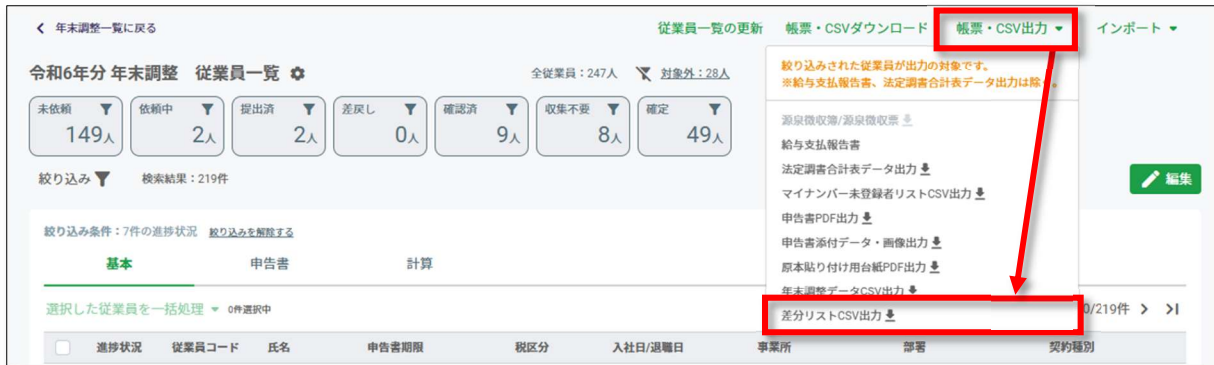 年末調整一覧に戻る
従業員一覧の更新 帳票・CSVダウンロード 帳票・CSV出力 インポート
令和6年分 年末調整 従業員一覧
全従業員：247人 対象外：28人
未依頼 依頼中 提出済 差戻し 確認済 収集不要 確定
149人 2人 2人 0人 9人 8人 49人
絞り込み 検索結果：219件
編集
絞り込み条件：7件の進捗状況 絞り込みを解除する
基本 申告書 計算
選択した従業員を一括処理 0件選択中
0/219件
進捗状況 従業員コード 氏名 申告書期限 税区分 入社日/退職日 事業所 部署 契約種別
絞り込みされた従業員が出力の対象です。
※給与支払報告書、法定調書合計表データ出力は除く。
源泉徴収簿/源泉徴収票
給与支払報告書
法定調書合計表データ出力
マイナンバー未登録者リストCSV出力
申告書PDF出力
申告書添付データ・画像出力
原本貼り付け用台紙PDF出力
年末調整データCSV出力
差分リストCSV出力